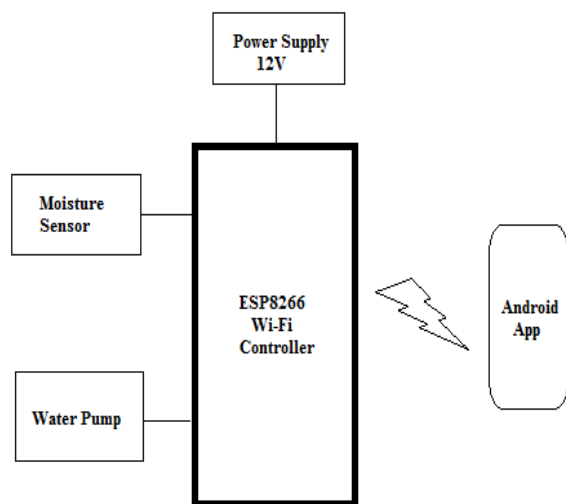 Power Supply
12V
Moisture
Sensor
ESP8266
Wi-Fi
Controller
Android
App
Water Pump